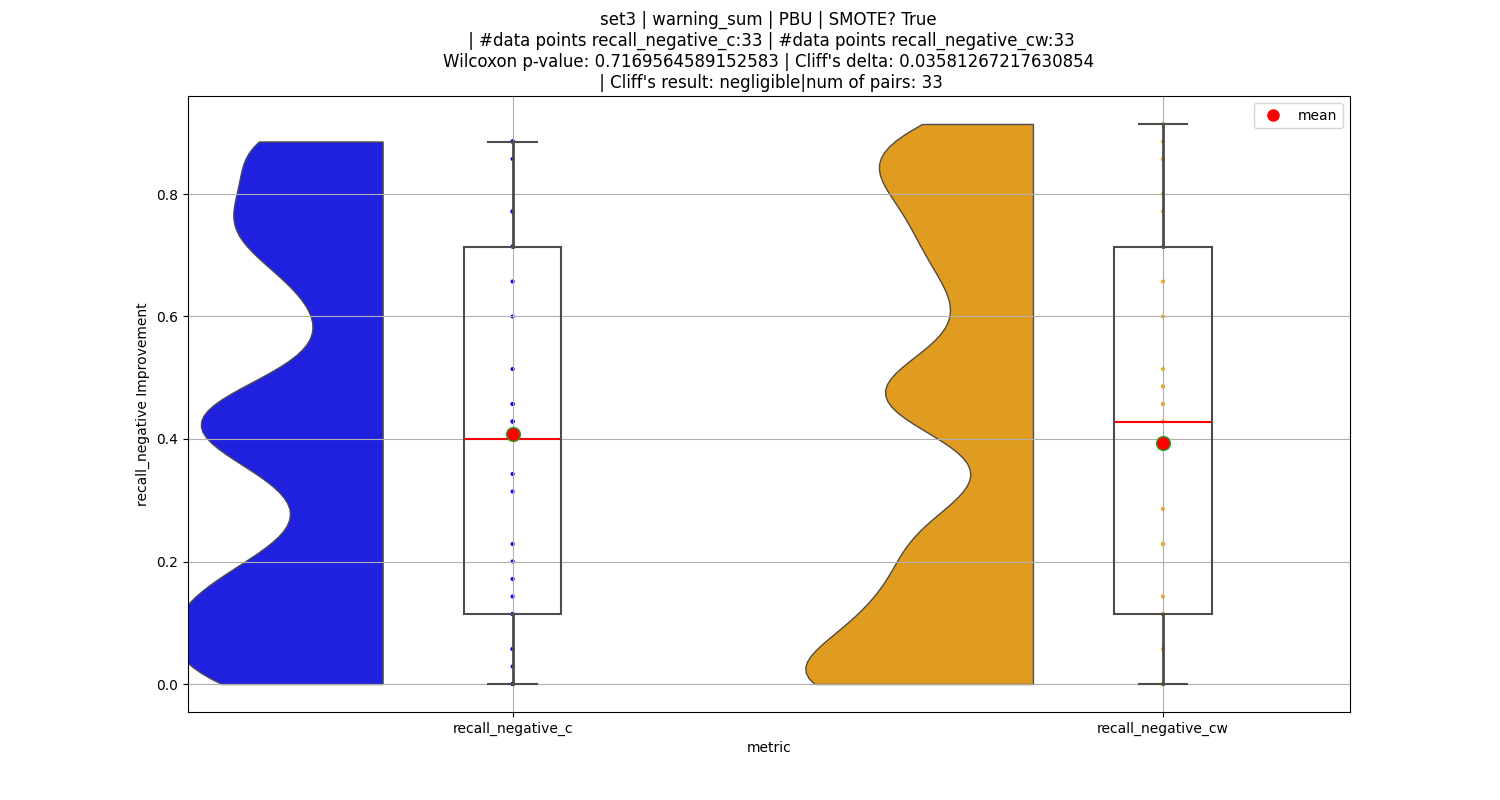 set3 | warning_sum | PBU | SMOTE? True
| #data points recall_negative_c:33 | #data points recall_negative_cw:33
Wilcoxon p-value: 0.7169564589152583 | Cliff's delta: 0.03581267217630854
| Cliff's result: negligible|num of pairs: 33
mean
recall_negative Improvement
0.8
0.6
0.4
0.2
0.0
recall_negative_c
recall_negative_cw
metric